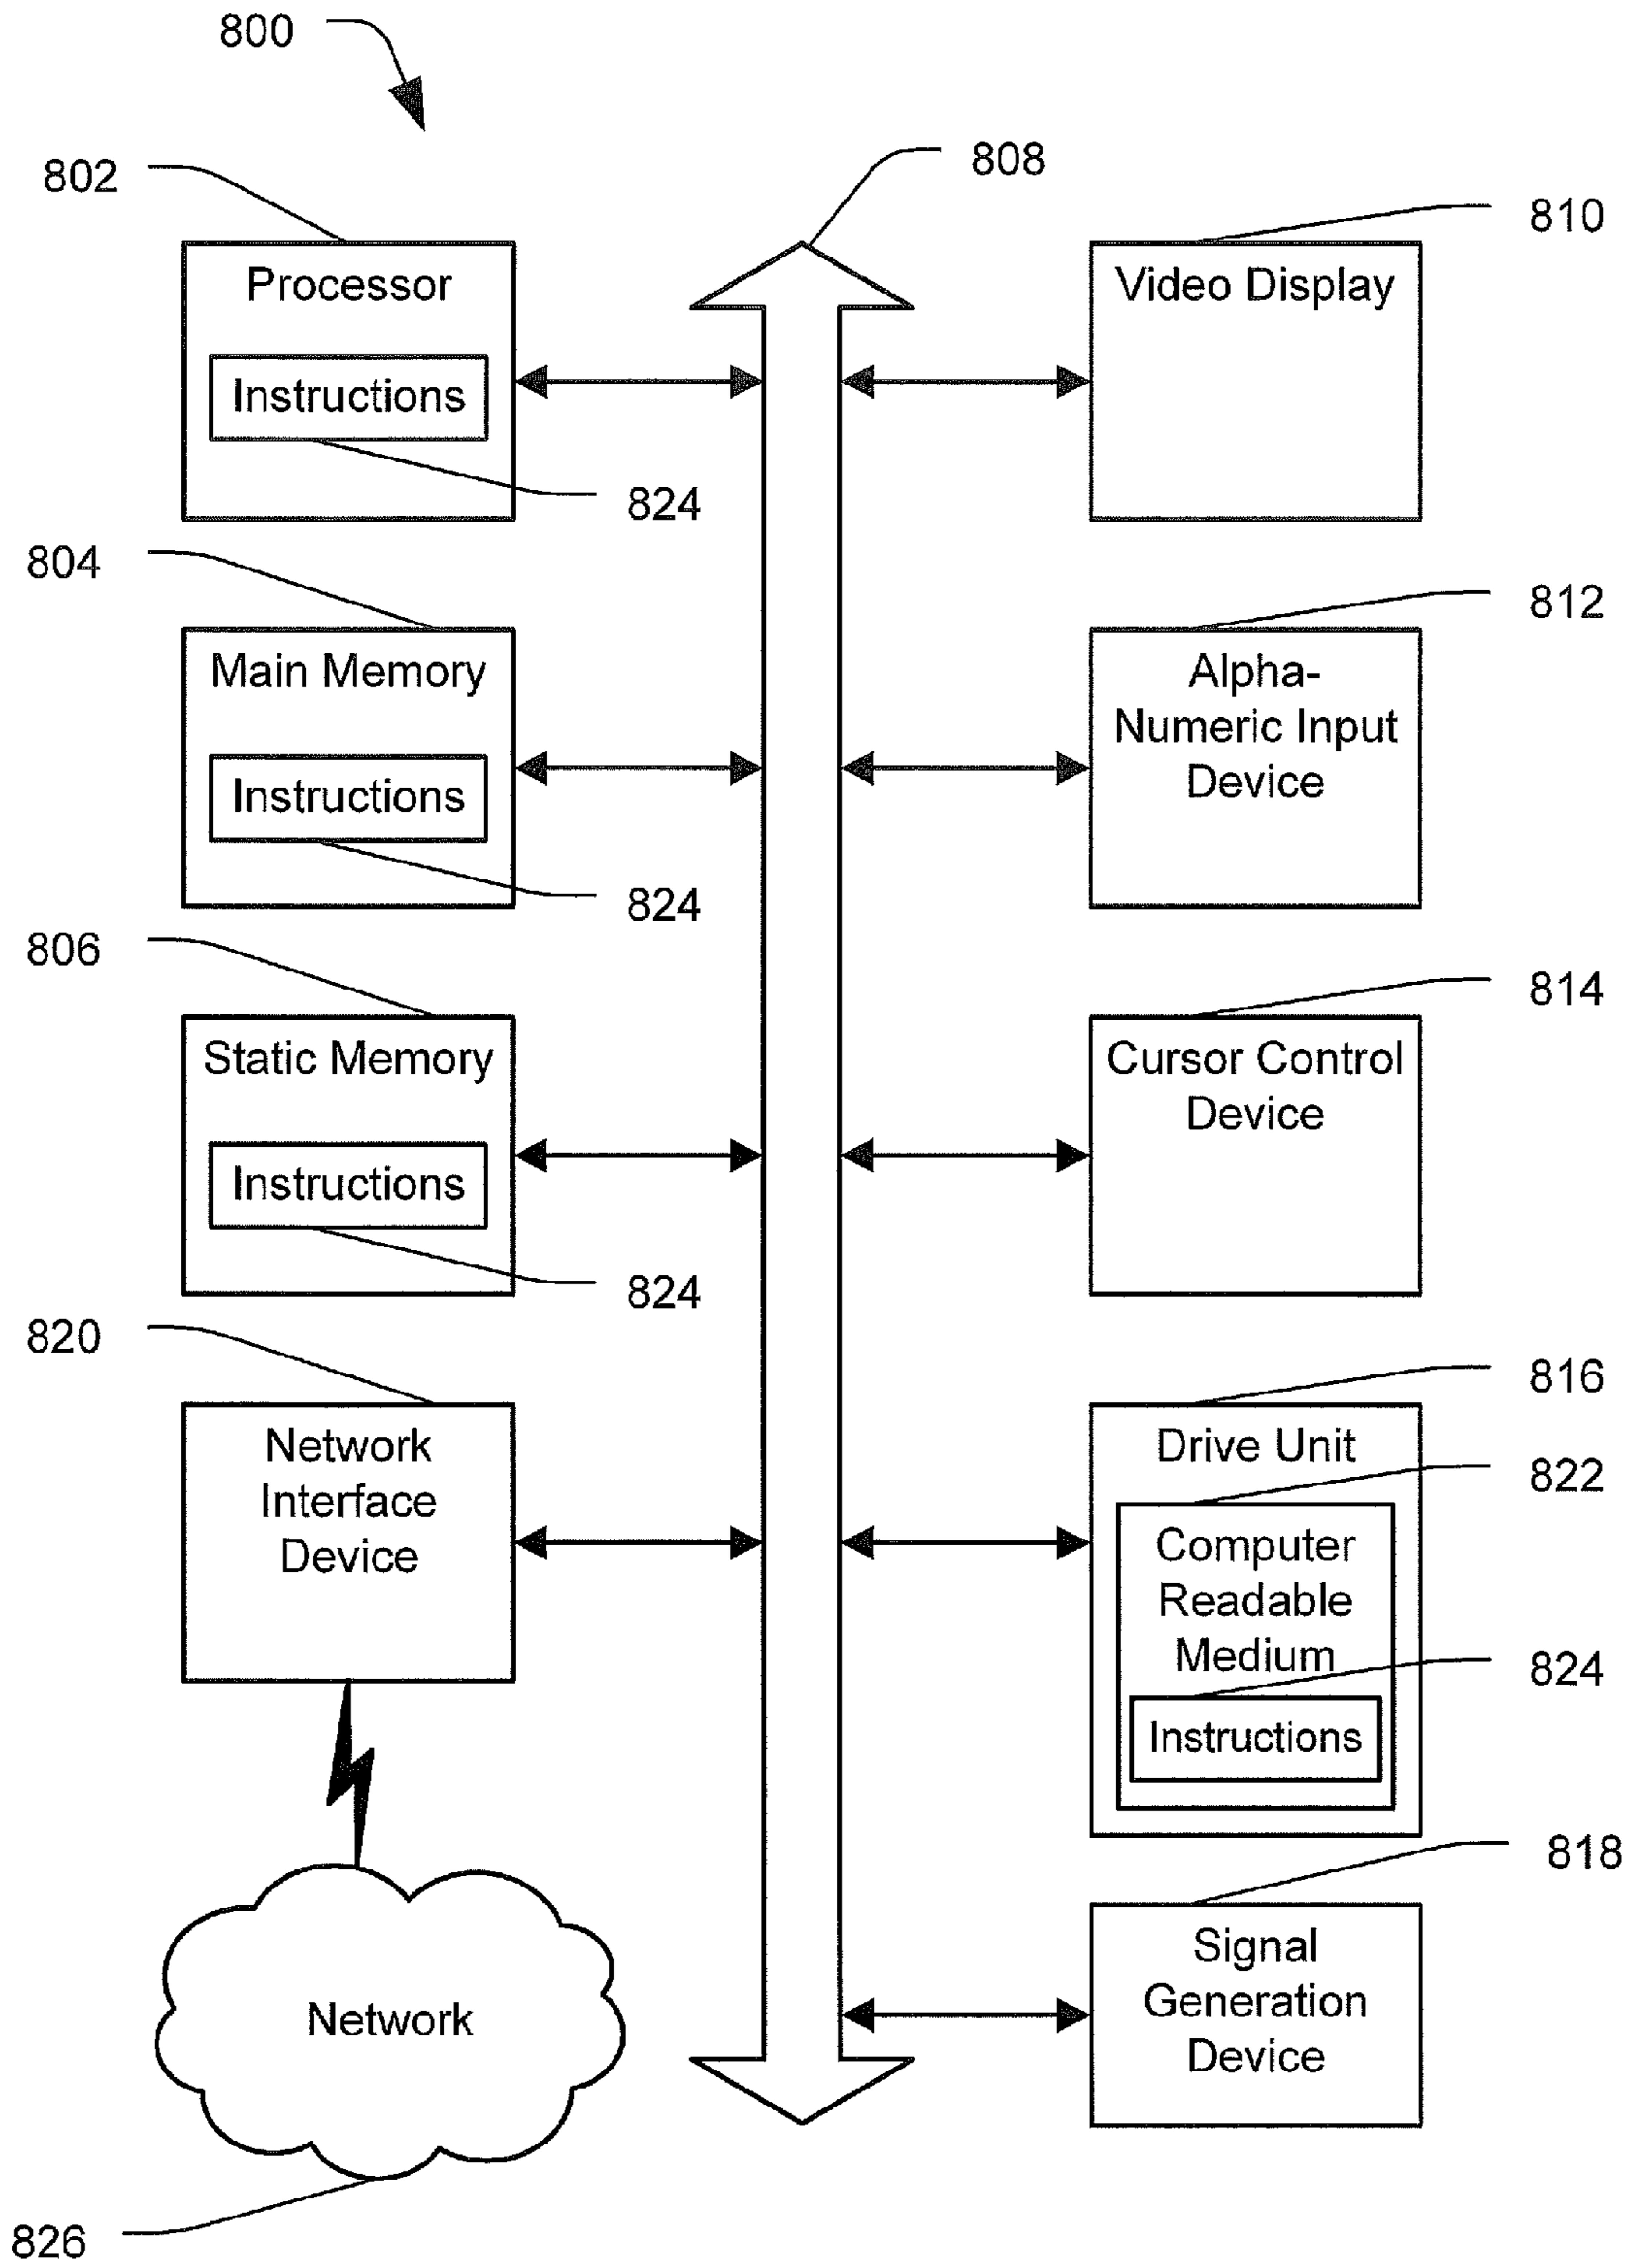 800
802
808
810
Processor
Instructions
824
Video Display
804
812
Main Memory
Instructions
824
Alpha-
Numeric Input
Device
806
814
Static Memory
Instructions
824
Cursor Control
Device
820
816
Network
Interface
Device
Drive Unit
822
Computer
Readable
Medium
824
Instructions
818
Network
Signal
Generation
Device
826